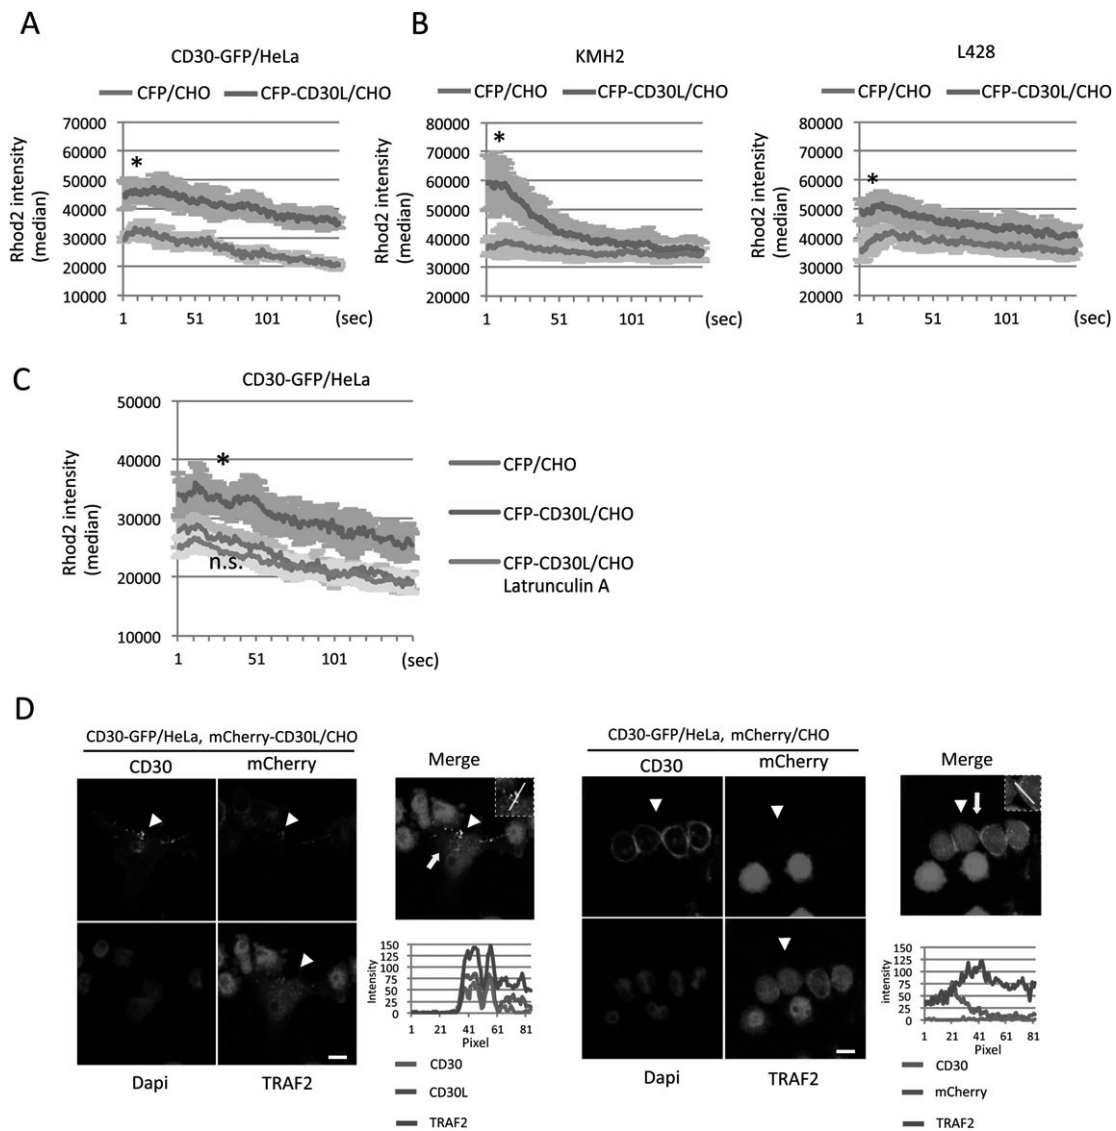 A
CD30-GFP/HeLa
CFP/CHO CFP-CD30L/CHO
Rhod2 intensity
(median)
70000
60000
*
50000
40000
30000
20000
10000
1 51 101 (sec)
B
KMH2
CFP/CHO CFP-CD30L/CHO
Rhod2 intensity
(median)
80000
*
70000
60000
50000
40000
30000
20000
1 51 101 (sec)
L428
CFP/CHO CFP-CD30L/CHO
Rhod2 intensity
(median)
80000
70000
60000
*
50000
40000
30000
20000
1 51 101 (sec)
C
CD30-GFP/HeLa
Rhod2 intensity
(median)
50000
40000
*
30000
n.s.
20000
10000
1 51 101 (sec)
CFP/CHO
CFP-CD30L/CHO
CFP-CD30L/CHO
Latrunculin A
D
CD30-GFP/HeLa, mCherry-CD30L/CHO
CD30 mCherry
Merge
Dapi TRAF2
Intensity
150
125
100
75
50
25
0
1 21 41 61 81
Pixel
CD30
CD30L
TRAF2
CD30-GFP/HeLa, mCherry/CHO
CD30 mCherry
Merge
Dapi TRAF2
Intensity
150
125
100
75
50
25
0
1 21 41 61 81
Pixel
CD30
mCherry
TRAF2